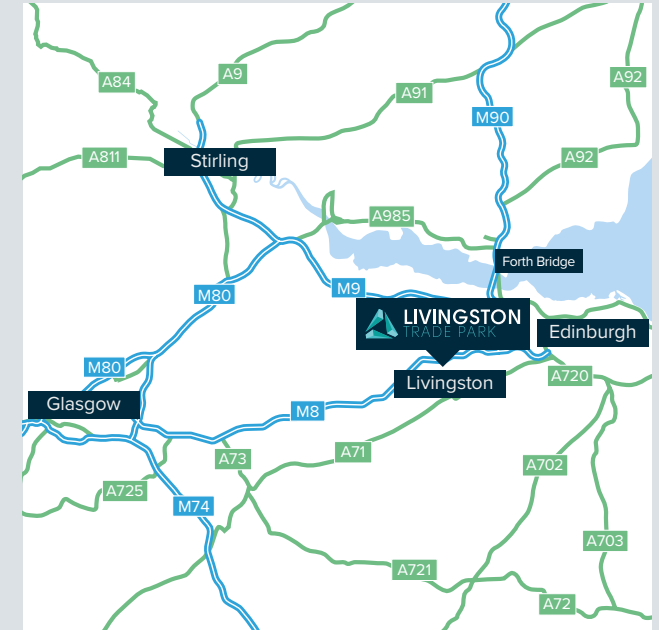 A9
A92
A84
A91
M90
A811
Stirling
A92
A985
Forth Bridge
M9
M80
LIVINGSTON
TRADE PARK
Edinburgh
M80
A720
Livingston
Glasgow
M8
A71
A73
A702
A725
M74
A703
A721
A72